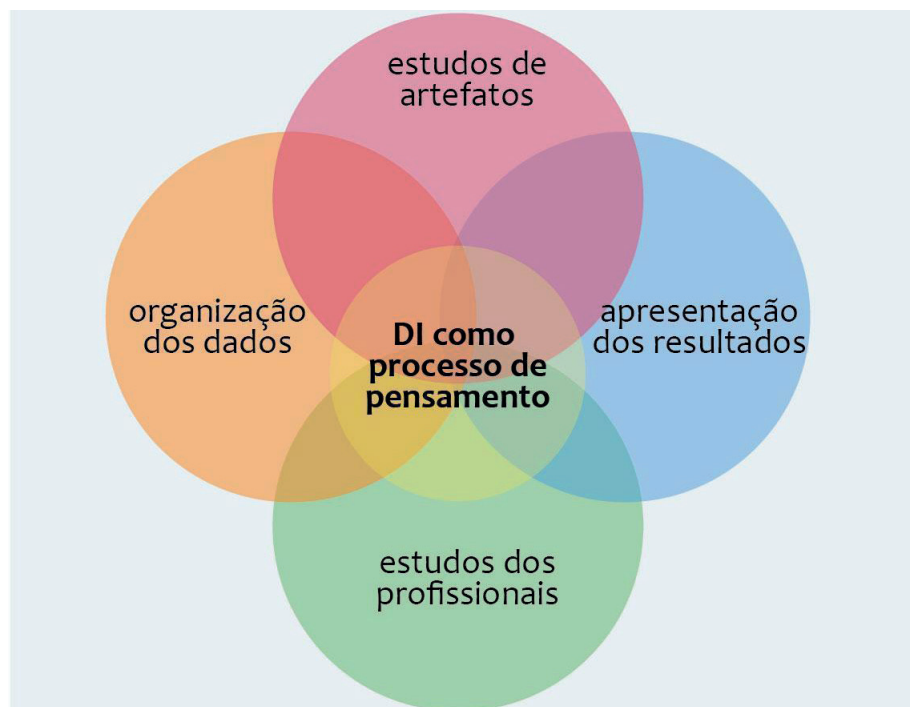 estudos de
artefatos
organização
dos dados
DI como
processo de
pensamento
apresentação
dos resultados
estudos dos
profissionais